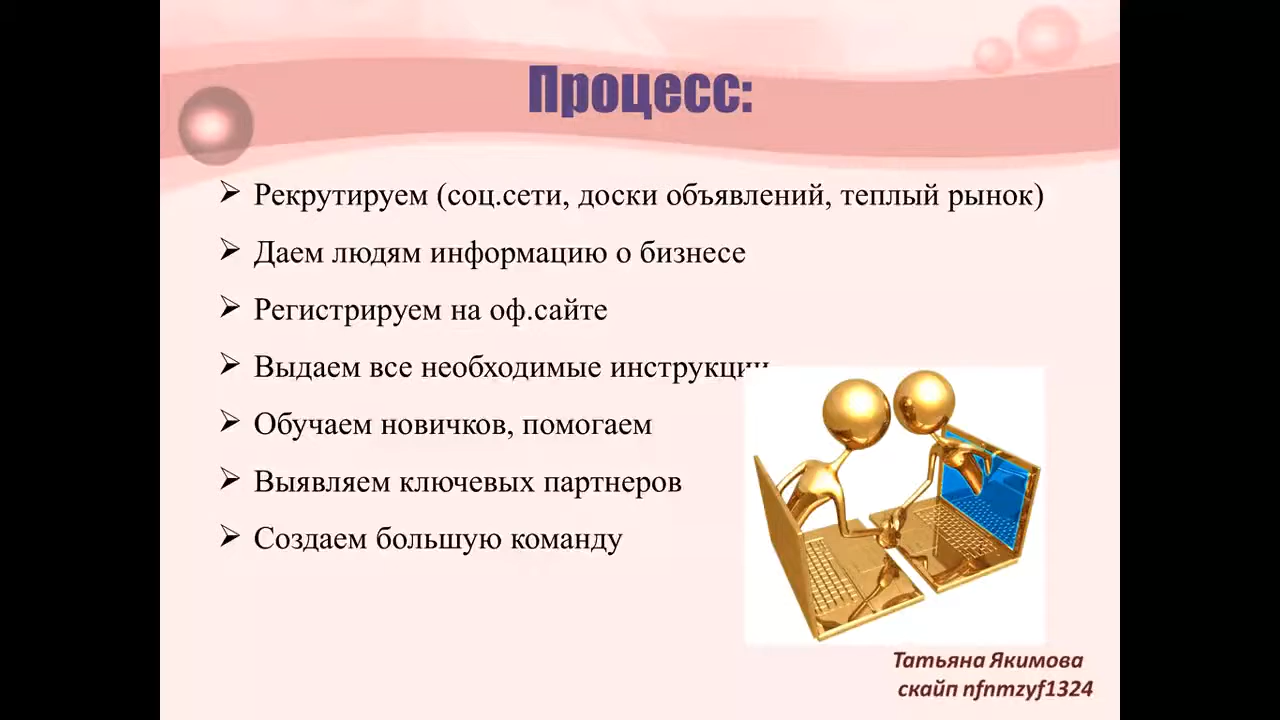 Процесс:
Рекрутируем (соц.сети, доски объявлений, теплый рынок)
Даем людям информацию о бизнесе
Регистрируем на оф.сайте
Выдаем все необходимые инструкции
Обучаем новичков, помогаем
Выявляем ключевых партнеров
Создаем большую команду
Татьяна Якимова
скайп nfnmzyf1324